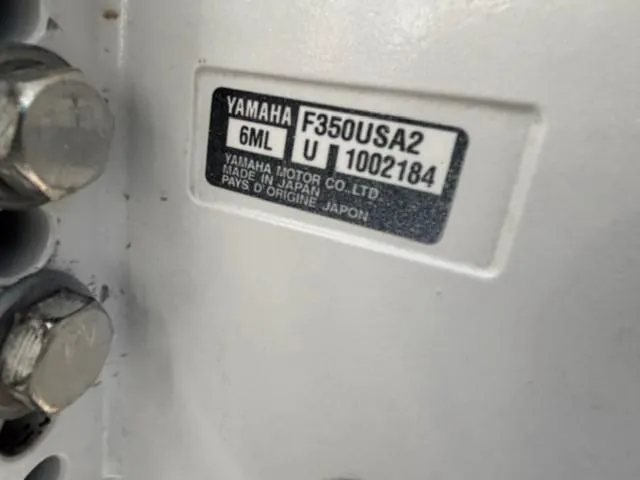 YAMAHA F350USA2
6ML U 1002184
YAMAHA MOTOR CO.,LTD.
MADE IN JAPAN
PAYS D'ORIGINE JAPON